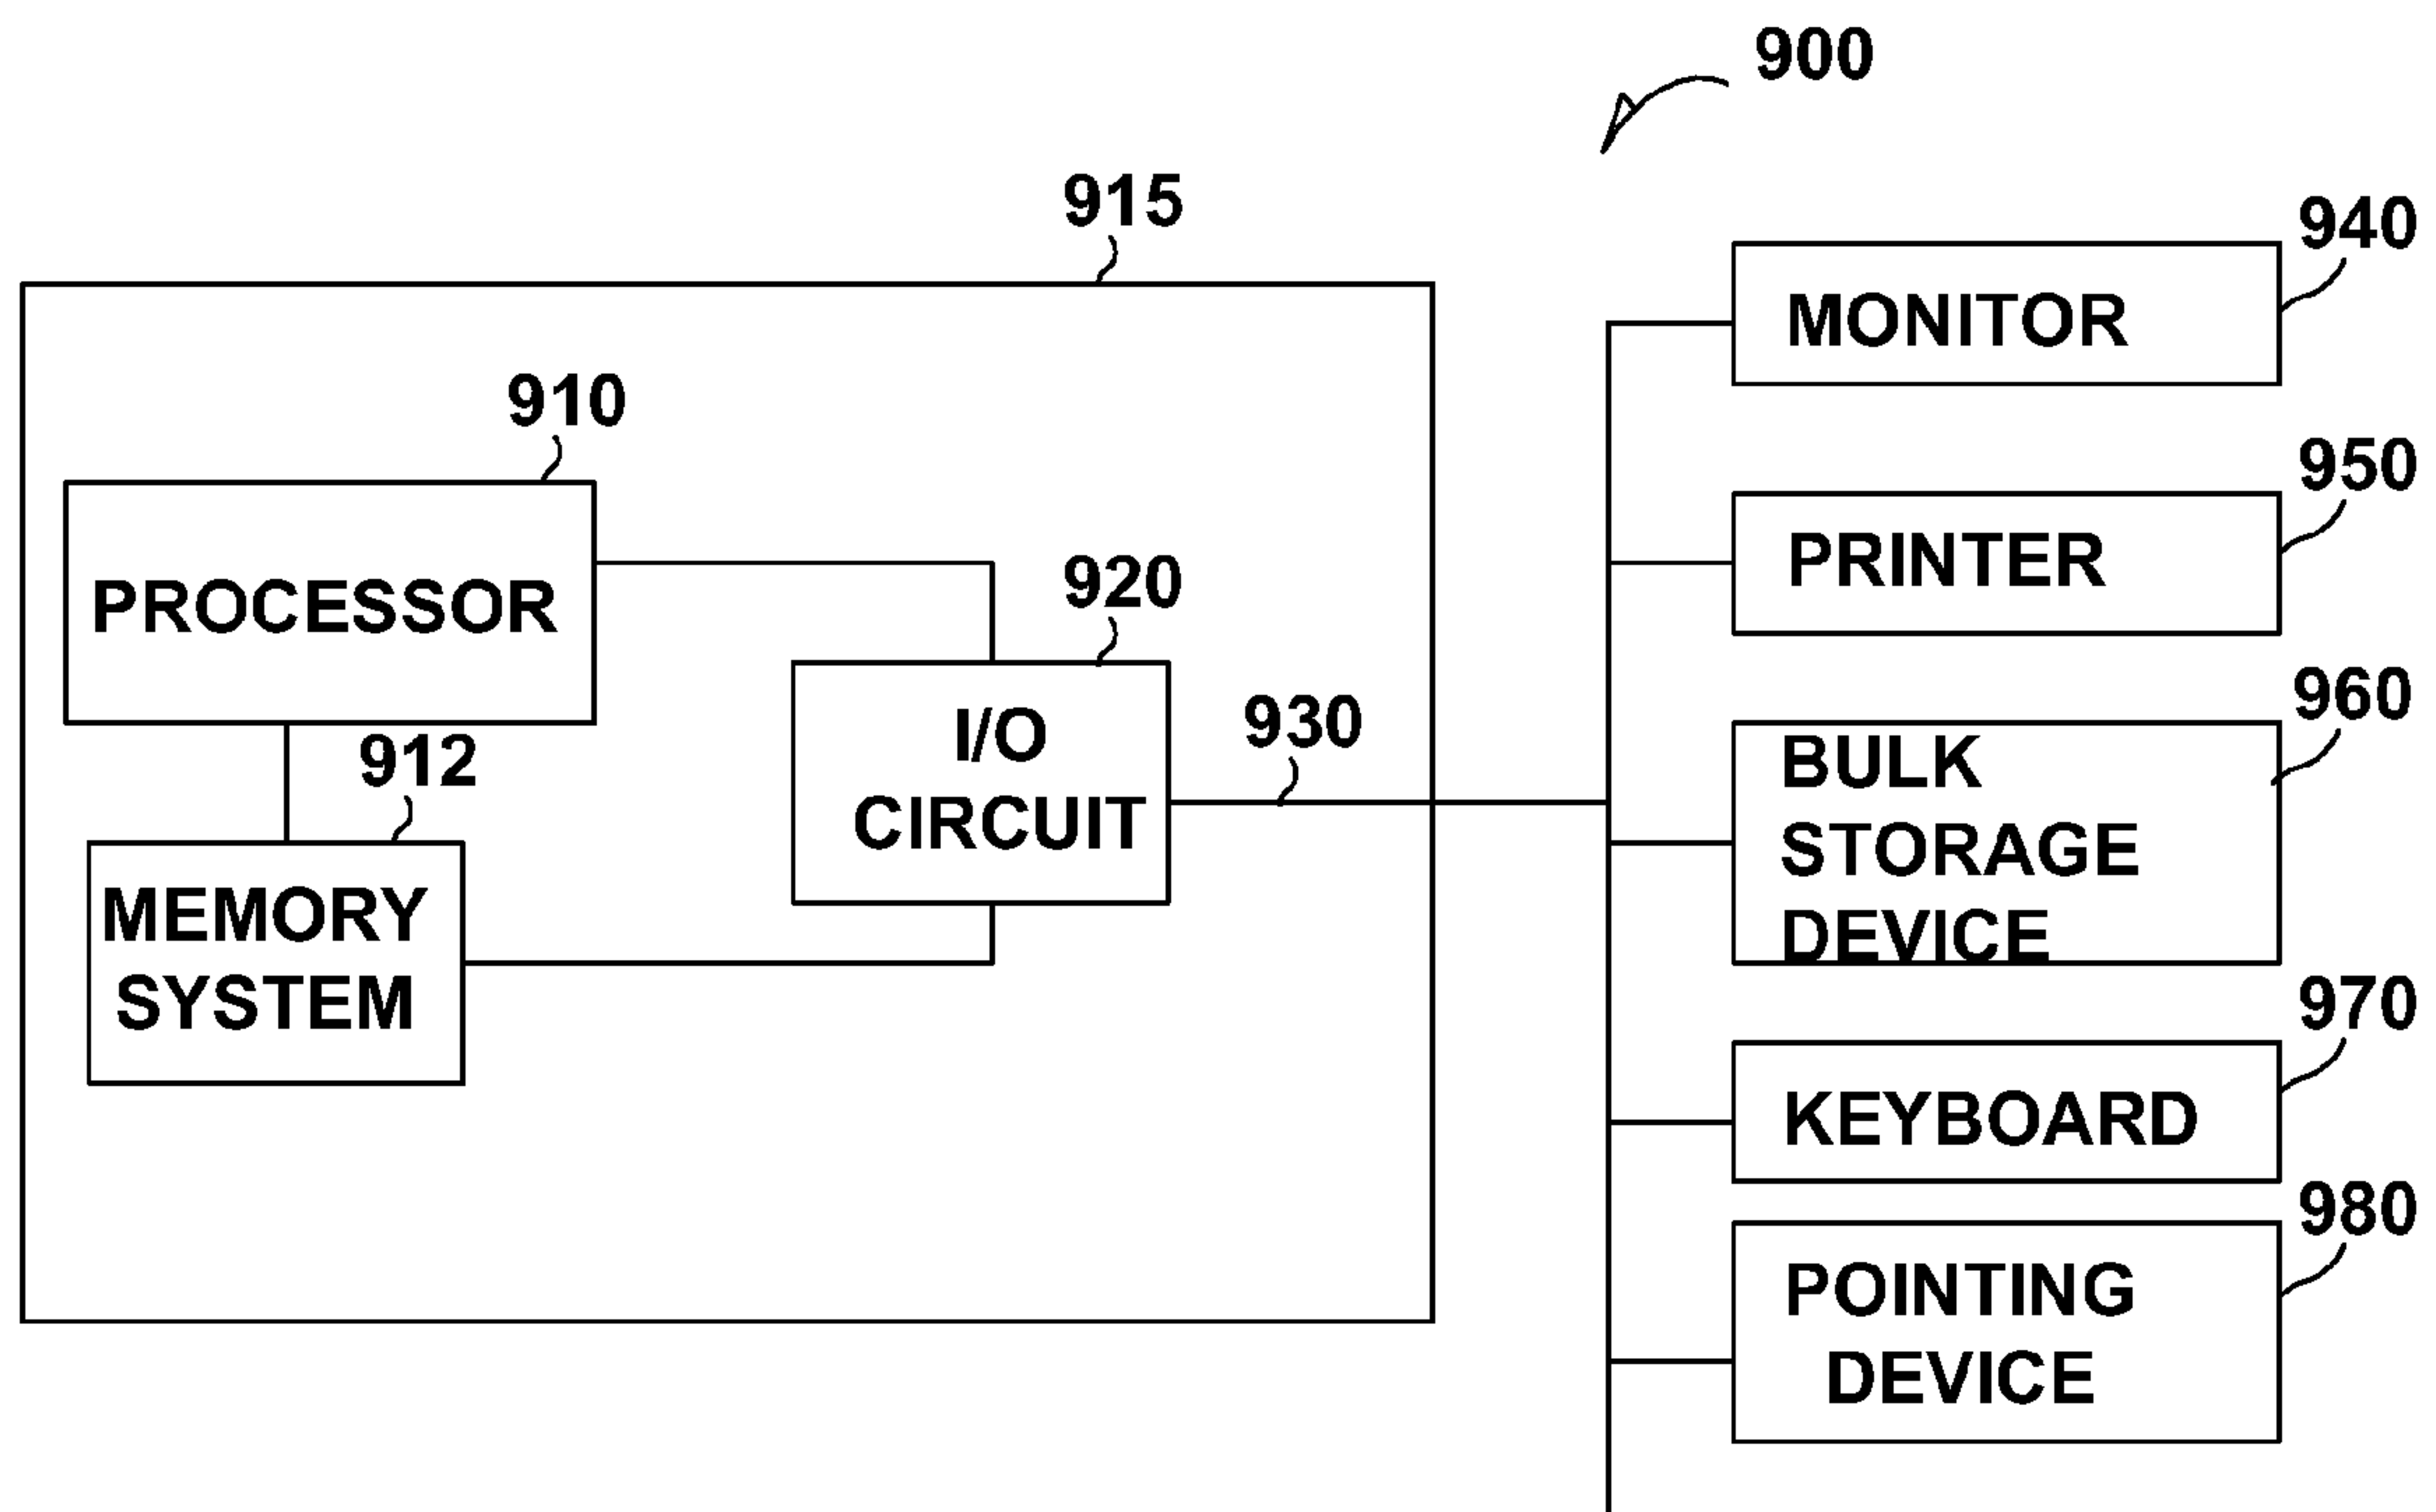 900
915
940
MONITOR
910
950
PRINTER
PROCESSOR
920
960
I/O
CIRCUIT
930
BULK
STORAGE
DEVICE
912
MEMORY
SYSTEM
970
KEYBOARD
980
POINTING
DEVICE